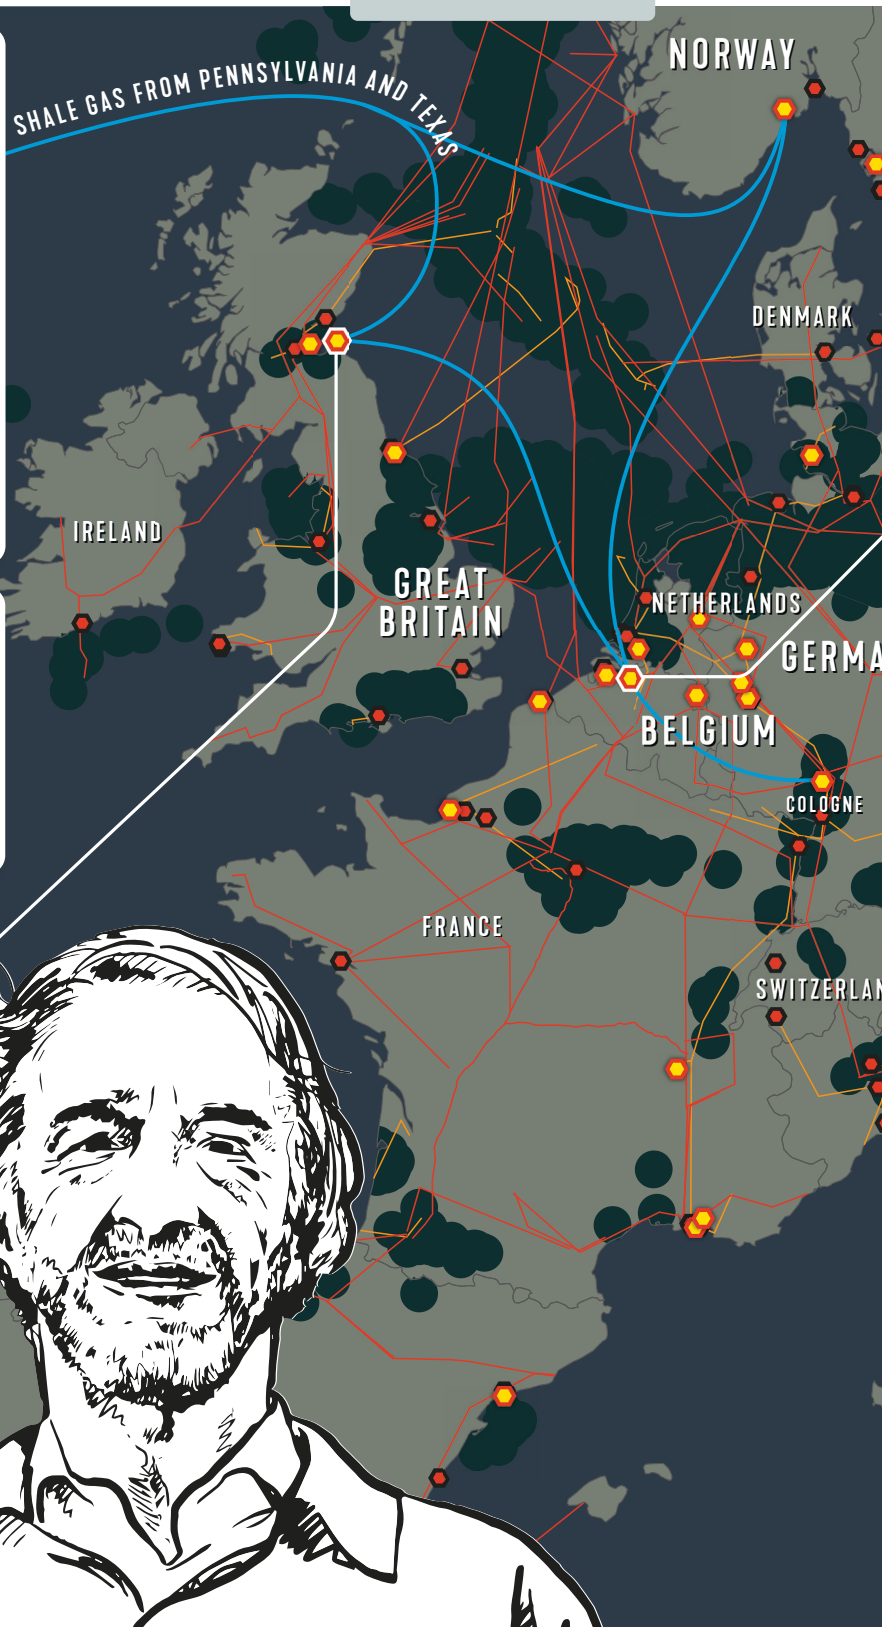 NORWAY
SHALE GAS FROM PENNSYLVANIA AND TEXAS
DENMARK
IRELAND
GREAT
BRITAIN
NETHERLANDS
GERMA
BELGIUM
COLOGNE
FRANCE
SWITZERLAN